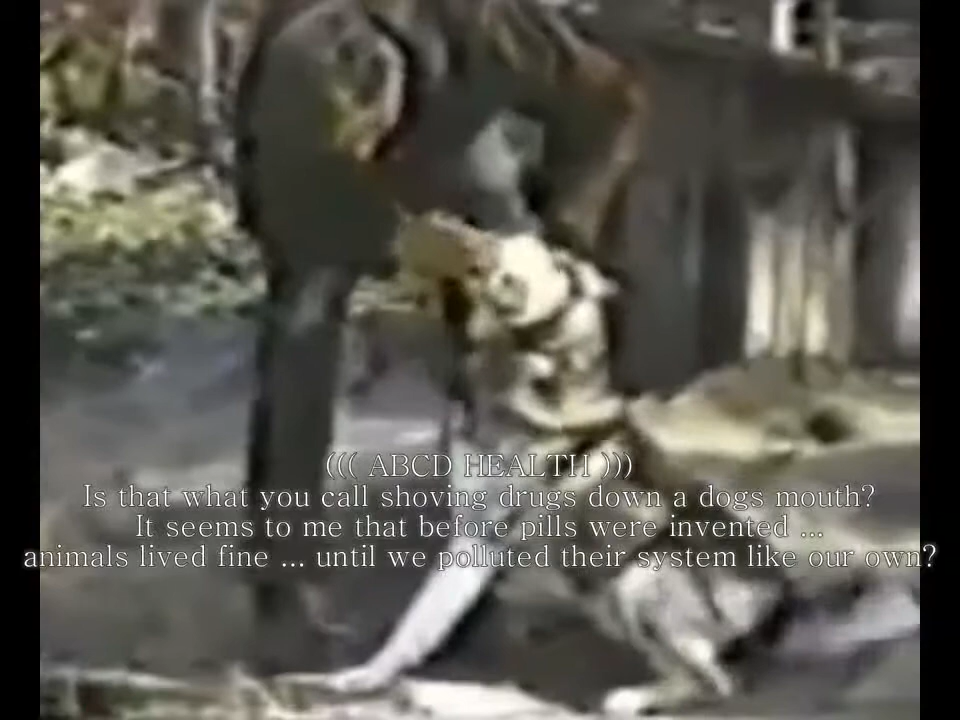 ((( ABCD HEALTH )))
Is that what you call shoving drugs down a dogs mouth?
It seems to me that before pills were invented ...
animals lived fine ... until we polluted their system like our own?